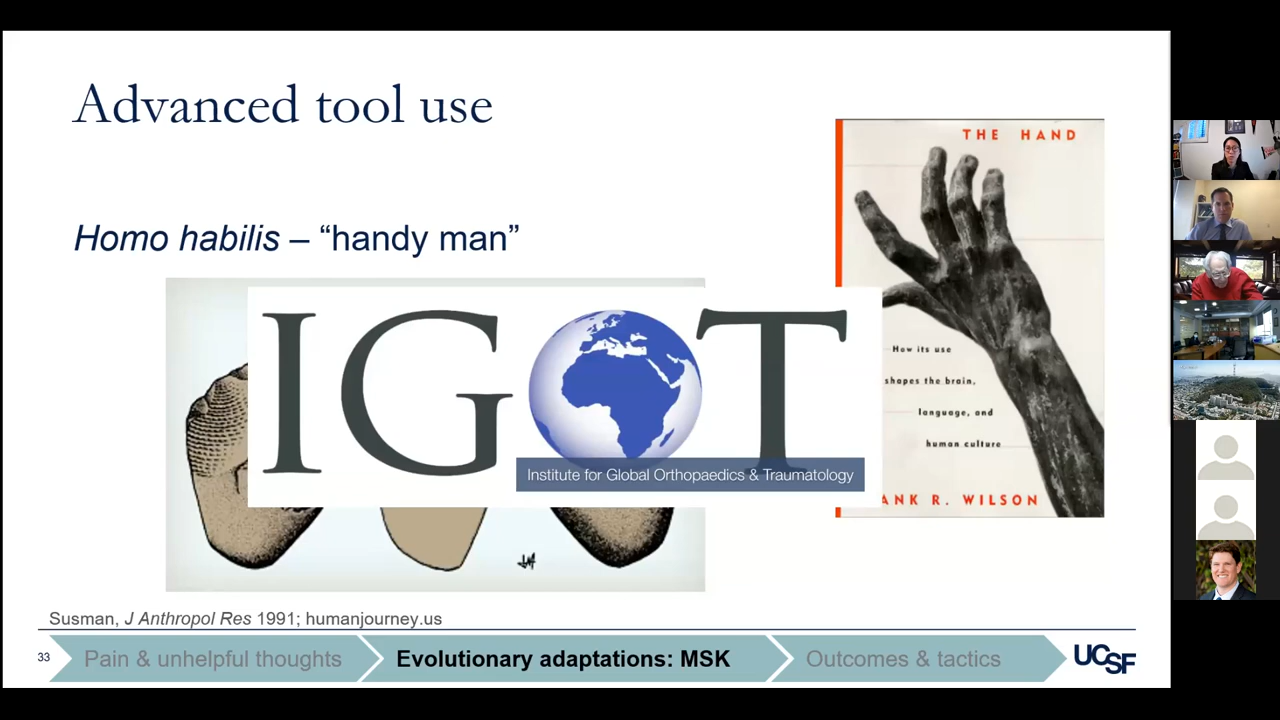 Advanced tool use
THE HAND
Homo habilis – “handy man”
IGOT
Institute for Global Orthopaedics & Traumatology
How its use
shapes the brain,
language, and
human culture
ANK R. WILSON
Susman, J Anthropol Res 1991; humanjourney.us
33
Pain & unhelpful thoughts
Evolutionary adaptations: MSK
Outcomes & tactics
UCSF